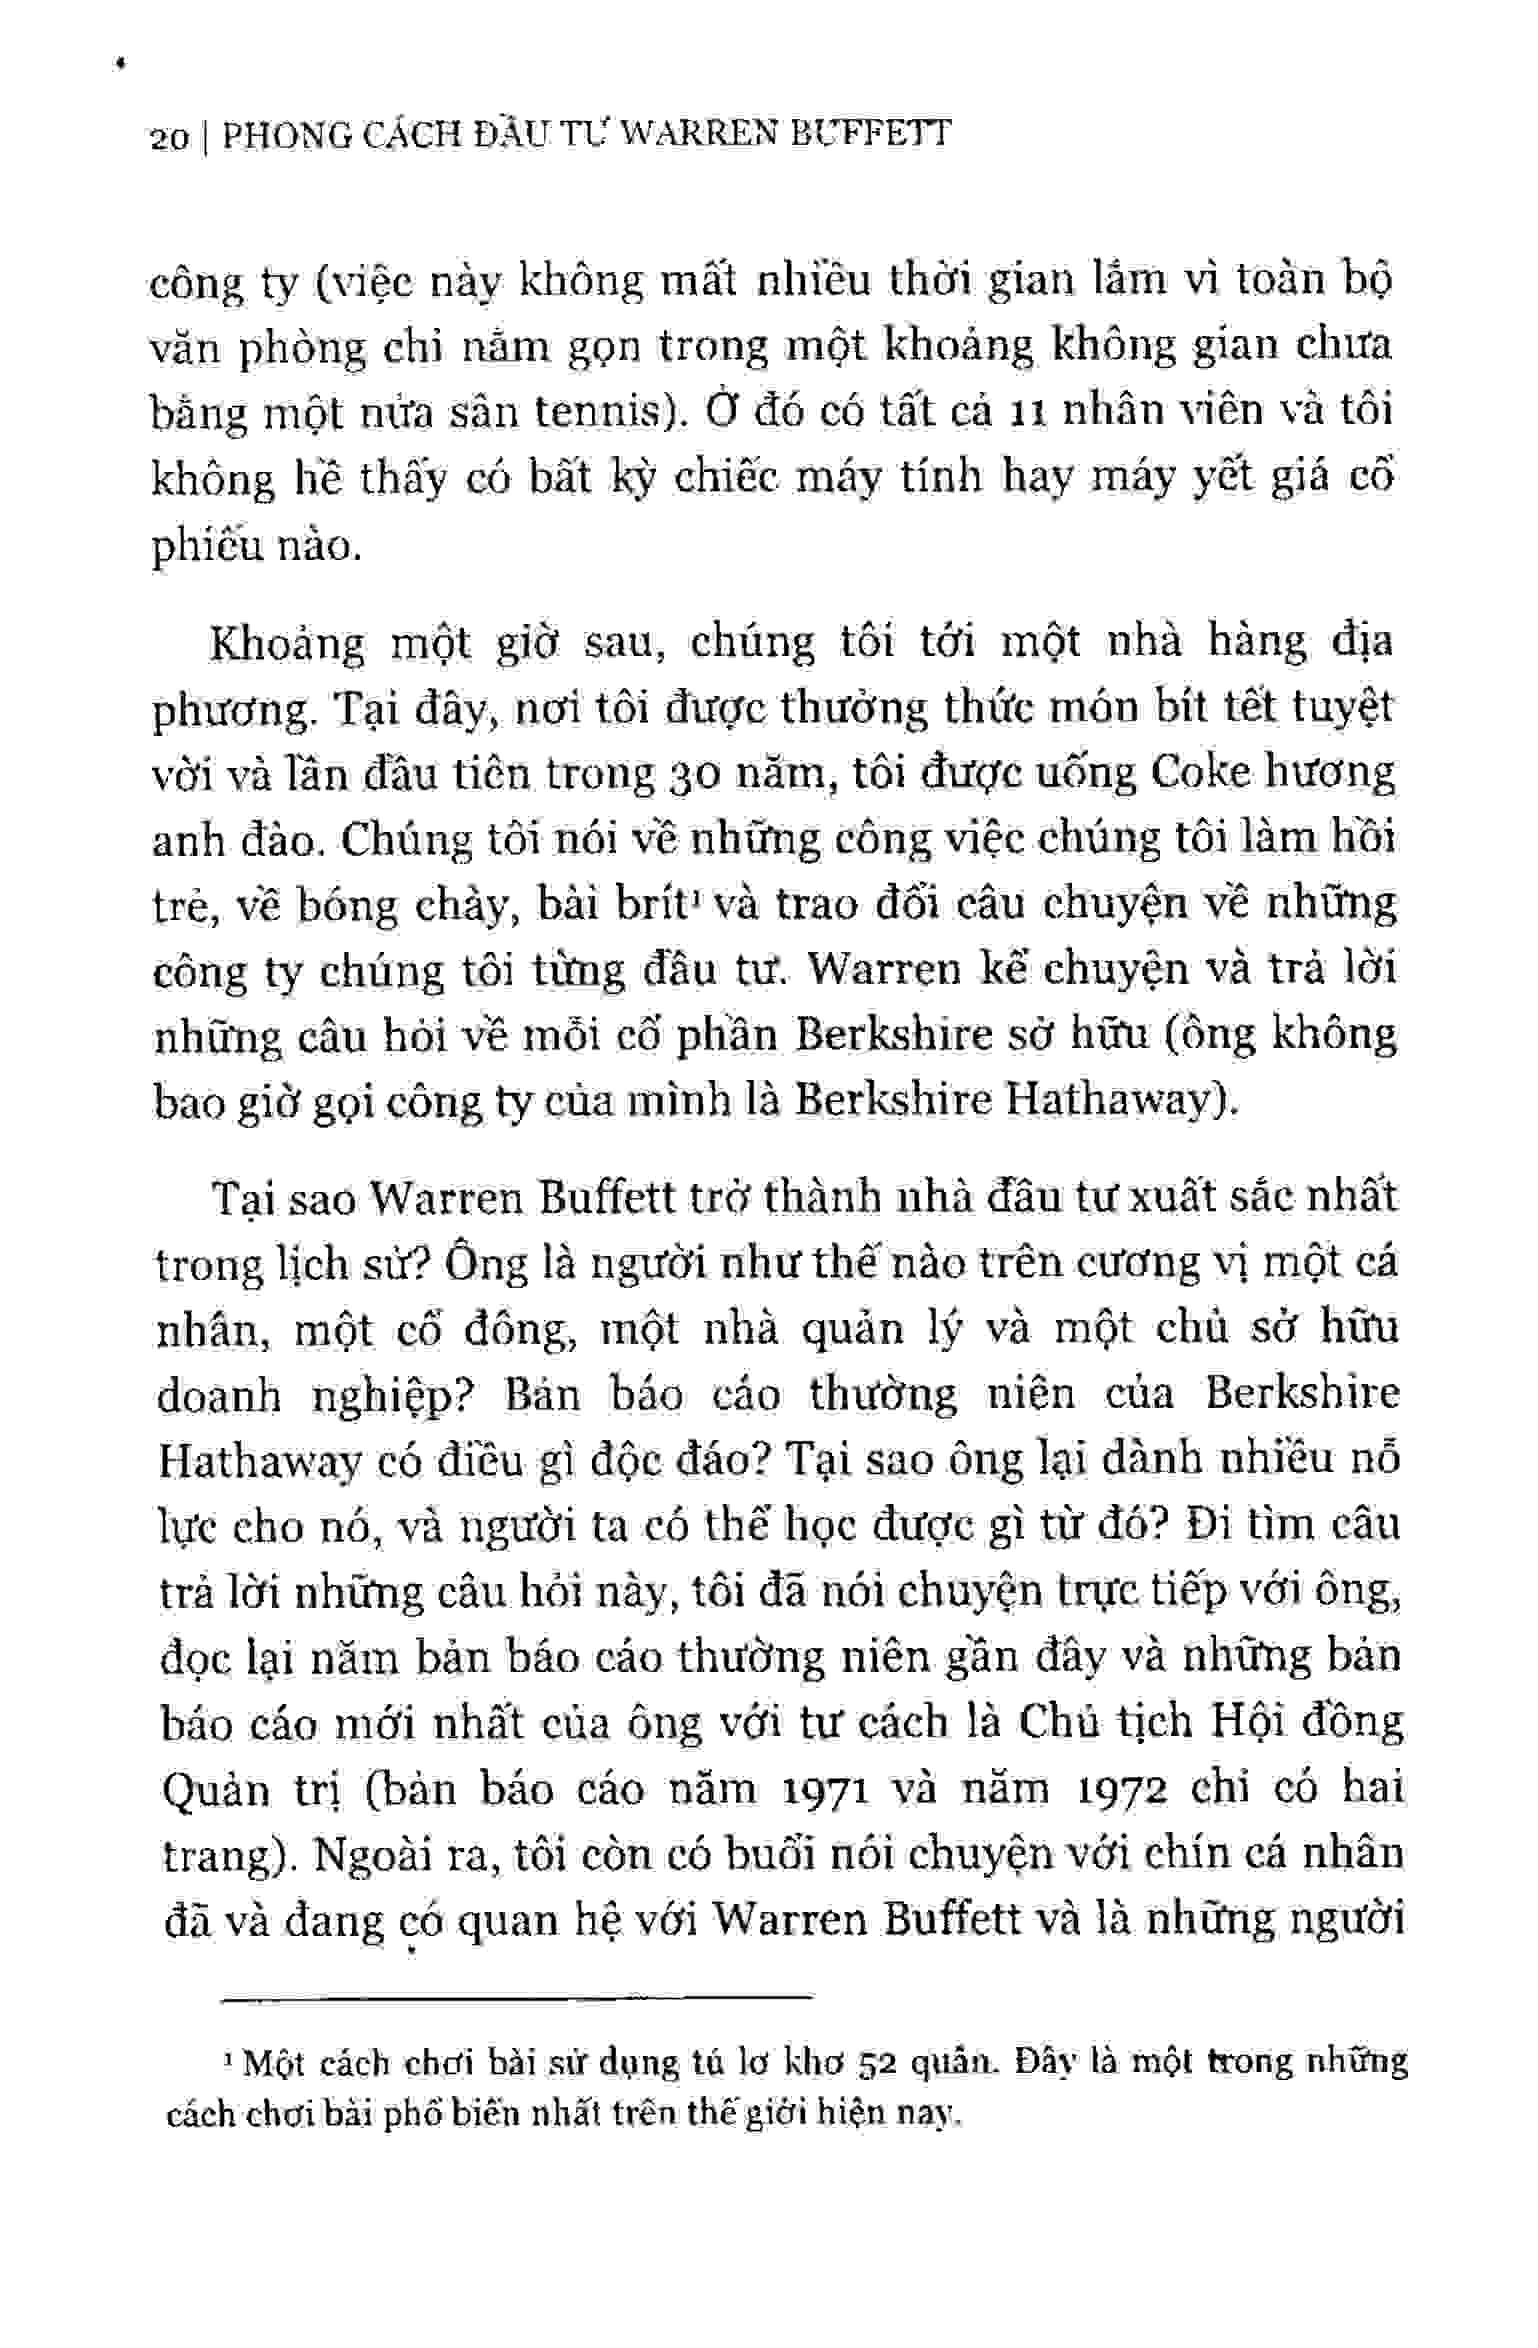 20 | PHONG CÁCH ĐẦU TƯ WARREN BUFFETT
công ty (việc này không mất nhiều thời gian lắm vì toàn bộ
văn phòng chỉ nằm gọn trong một khoảng không gian chưa
bằng một nửa sân tennis). Ở đó có tất cả 11 nhân viên và tôi
không hề thấy có bất kỳ chiếc máy tính hay máy yết giá cổ
phiếu nào.
Khoảng một giờ sau, chúng tôi tới một nhà hàng địa
phương. Tại đây, nơi tôi được thưởng thức món bít tết tuyệt
vời và lần đầu tiên trong 30 năm, tôi được uống Coke hương
anh đào. Chúng tôi nói về những công việc chúng tôi làm hồi
trẻ, về bóng chày, bài brít¹ và trao đổi câu chuyện về những
công ty chúng tôi từng đầu tư. Warren kể chuyện và trả lời
những câu hỏi về mỗi cổ phần Berkshire sở hữu (ông không
bao giờ gọi công ty của mình là Berkshire Hathaway).
Tại sao Warren Buffett trở thành nhà đầu tư xuất sắc nhất
trong lịch sử? Ông là người như thế nào trên cương vị một cá
nhân, một cổ đông, một nhà quản lý và một chủ sở hữu
doanh nghiệp? Bản báo cáo thường niên của Berkshire
Hathaway có điều gì độc đáo? Tại sao ông lại dành nhiều nỗ
lực cho nó, và người ta có thể học được gì từ đó? Đi tìm câu
trả lời những câu hỏi này, tôi đã nói chuyện trực tiếp với ông,
đọc lại năm bản báo cáo thường niên gần đây và những bản
báo cáo mới nhất của ông với tư cách là Chủ tịch Hội đồng
Quản trị (bản báo cáo năm 1971 và năm 1972 chỉ có hai
trang). Ngoài ra, tôi còn có buổi nói chuyện với chín cá nhân
đã và đang có quan hệ với Warren Buffett và là những người
¹ Một cách chơi bài sử dụng tú lơ khơ 52 quân. Đây là một trong những
cách chơi bài phổ biến nhất trên thế giới hiện nay.